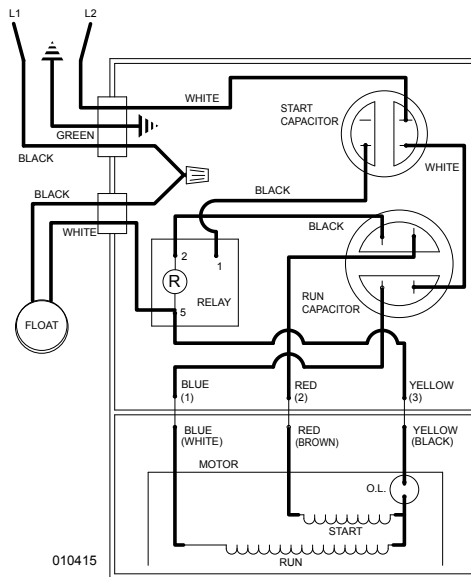 L1
L2
WHITE
START
CAPACITOR
GREEN
BLACK
WHITE
BLACK
BLACK
WHITE
BLACK
2
1
R
RELAY
RUN
CAPACITOR
5
FLOAT
BLUE
(1)
RED
(2)
YELLOW
(3)
BLUE
(WHITE)
RED
(BROWN)
YELLOW
(BLACK)
MOTOR
O.L.
START
RUN
010415